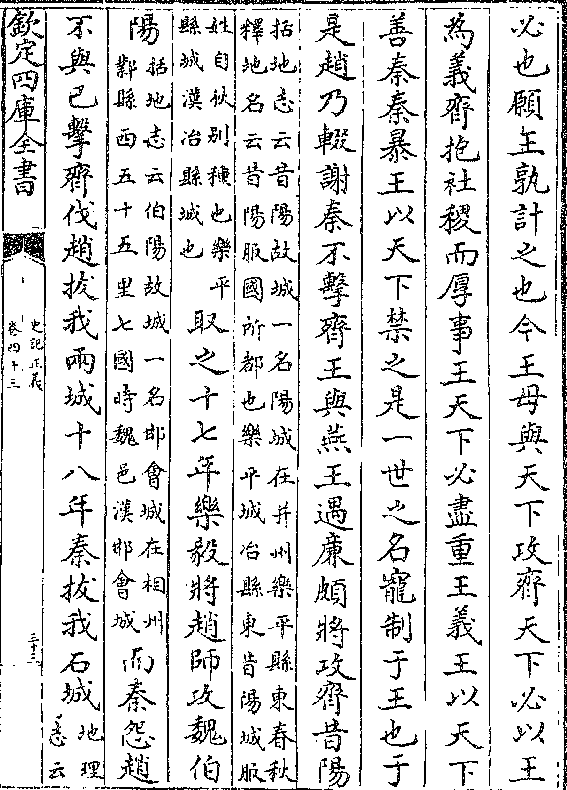 必也願王孰計之也今王毋與天下攻齊天下必以王
為義齊抱社稷而厚事王天下必盡重王義王以天下
善秦秦暴王以天下禁之是一世之名寵制于王也于
是趙乃輟謝秦不擊齊王與燕王遇廉頗將攻齊昔陽
括地志云昔陽故城一名陽城在并州樂平縣東春秋
釋地名云昔陽服國所都也樂平城沾縣東昔陽城服
姓自狄別種也樂平
縣城漢冶縣城也
取之十七年樂毅將趙師攻魏伯
陽
括地志云伯陽故城一名邯會城在相州
鄴縣西五十五里七國時魏邑漢邯會城
而秦怨趙
不與己擊齊伐趙拔我兩城十八年秦拔我石城
地理
志云
欽定四庫全書
史記正義
卷四十三
三十三